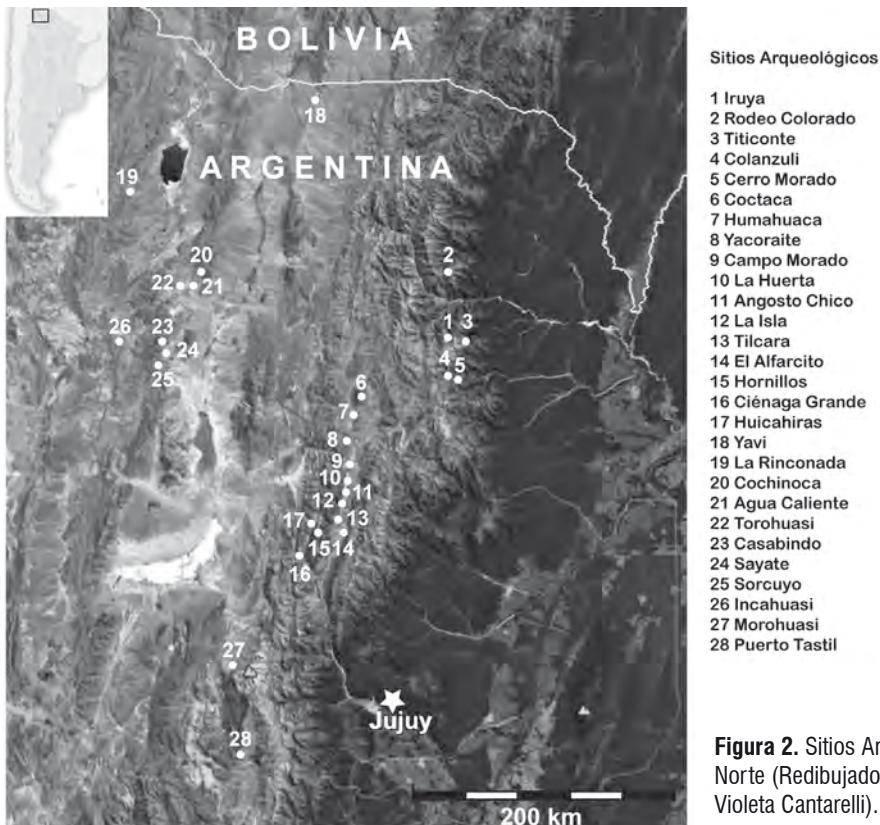 BOLIVIA
18
ARGENTINA
19
20
2
22
21
26
23
1
3
24
25
4
5
6
7
8
9
10
11
12
17
13
15
14
16
27
Jujuy
28
200 km
Sitios Arqueológicos
1 Iruya
2 Rodeo Colorado
3 Titiconte
4 Colanzuli
5 Cerro Morado
6 Coctaca
7 Humahuaca
8 Yacoraite
9 Campo Morado
10 La Huerta
11 Angosto Chico
12 La Isla
13 Tilcara
14 El Alfarcito
15 Hornillos
16 Ciénaga Grande
17 Huicahiras
18 Yavi
19 La Rinconada
20 Cochinoca
21 Agua Caliente
22 Torohuasi
23 Casabindo
24 Sayate
25 Sorcuyo
26 Incahuasi
27 Morohuasi
28 Puerto Tastil
Figura 2. Sitios Ar
Norte (Redibujado
Violeta Cantarelli).